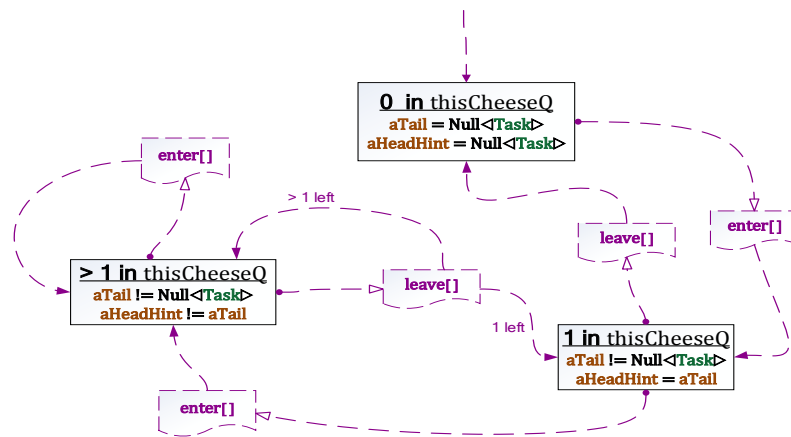 0 in thisCheeseQ
aTail = Null◁Task▷
aHeadHint = Null◁Task▷
enter[]
> 1 left
enter[]
leave[]
> 1 in thisCheeseQ
aTail != Null◁Task▷
aHeadHint != aTail
leave[]
1 left
1 in thisCheeseQ
aTail != Null◁Task▷
aHeadHint = aTail
enter[]